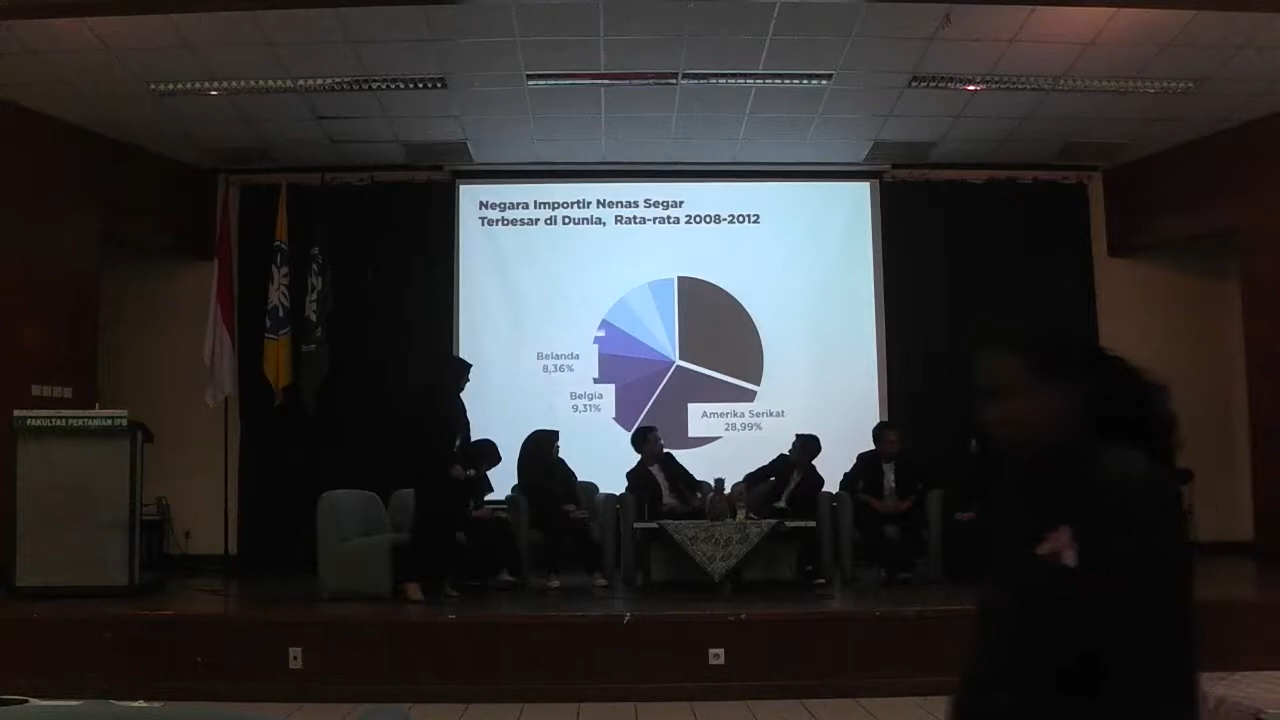 Negara Importir Nenas Segar
Terbesar di Dunia, Rata-rata 2008-2012
Belanda
8,36%
Belgia
9,31%
Amerika Serikat
28,99%
FAKULTAS PERTANIAN IPB